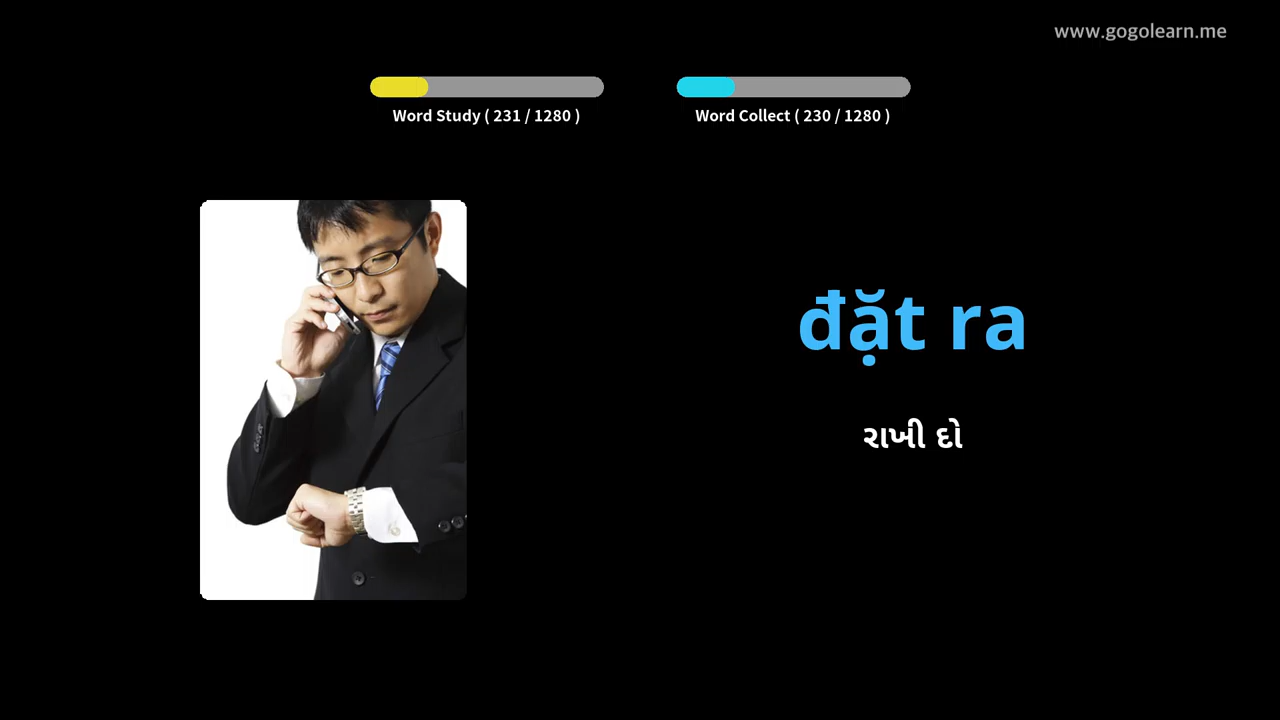 www.gogolearn.me
Word Study ( 231 / 1280 )
Word Collect ( 230 / 1280 )
đặt ra
રાખી દો